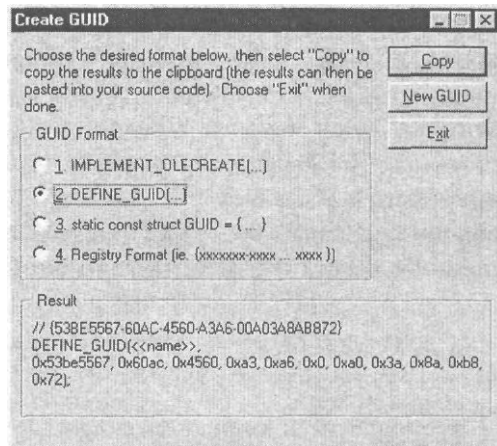 Create GUID
Choose the desired format below, then select "Copy" to
copy the results to the clipboard (the results can then be
pasted into your source code). Choose "Exit" when
done.
Copy
New GUID
Exit
GUID Format
1. IMPLEMENT_OLECREATE(...)
2. DEFINE_GUID(...)
3. static const struct GUID = { ... }
4. Registry Format (ie. {xxxxxxx-xxxx ... xxxx })
Result
// {53BE5567-60AC-4560-A3A6-00A03A8AB872}
DEFINE_GUID(<<name>>,
0x53be5567, 0x60ac, 0x4560, 0xa3, 0xa6, 0x0, 0xa0, 0x3a, 0x8a, 0xb8,
0x72);